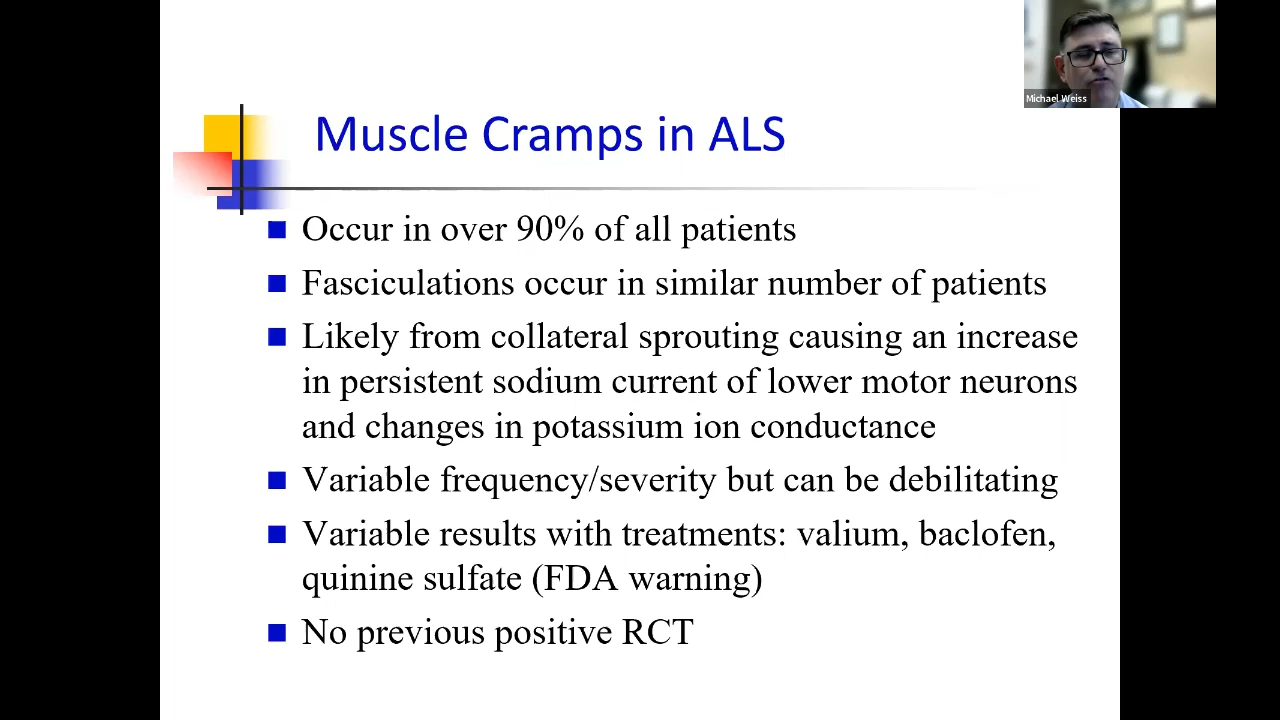 Michael Weiss
Muscle Cramps in ALS
Occur in over 90% of all patients
Fasciculations occur in similar number of patients
Likely from collateral sprouting causing an increase
in persistent sodium current of lower motor neurons
and changes in potassium ion conductance
Variable frequency/severity but can be debilitating
Variable results with treatments: valium, baclofen,
quinine sulfate (FDA warning)
No previous positive RCT